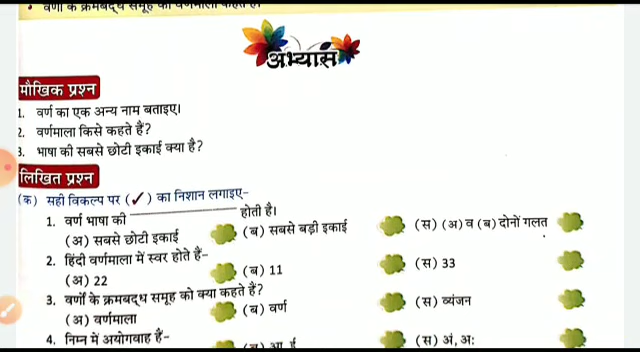 • वर्णों के क्रमबद्ध समूह को वर्णमाला कहते हैं।
अभ्यास
मौखिक प्रश्न
1. वर्ण का एक अन्य नाम बताइए।
2. वर्णमाला किसे कहते हैं?
3. भाषा की सबसे छोटी इकाई क्या है?
लिखित प्रश्न
(क) सही विकल्प पर (✓) का निशान लगाइए–
1. वर्ण भाषा की __________ होती है।
(अ) सबसे छोटी इकाई (ब) सबसे बड़ी इकाई (स) (अ) व (ब) दोनों गलत
2. हिंदी वर्णमाला में स्वर होते हैं–
(अ) 22 (ब) 11 (स) 33
3. वर्णों के क्रमबद्ध समूह को क्या कहते हैं?
(अ) वर्णमाला (ब) वर्ण (स) व्यंजन
4. निम्न में अयोगवाह हैं–
(ब) आ, ई (स) अं, अः